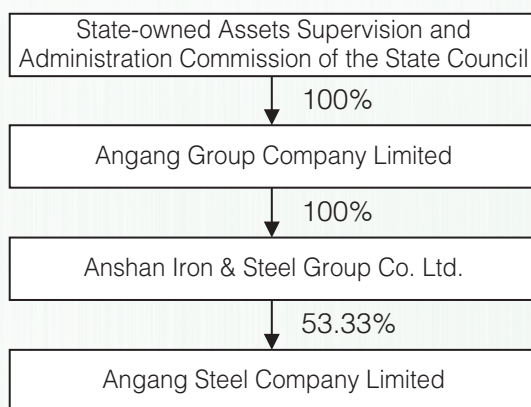 State-owned Assets Supervision and
Administration Commission of the State Council
100%
Angang Group Company Limited
100%
Anshan Iron & Steel Group Co. Ltd.
53.33%
Angang Steel Company Limited